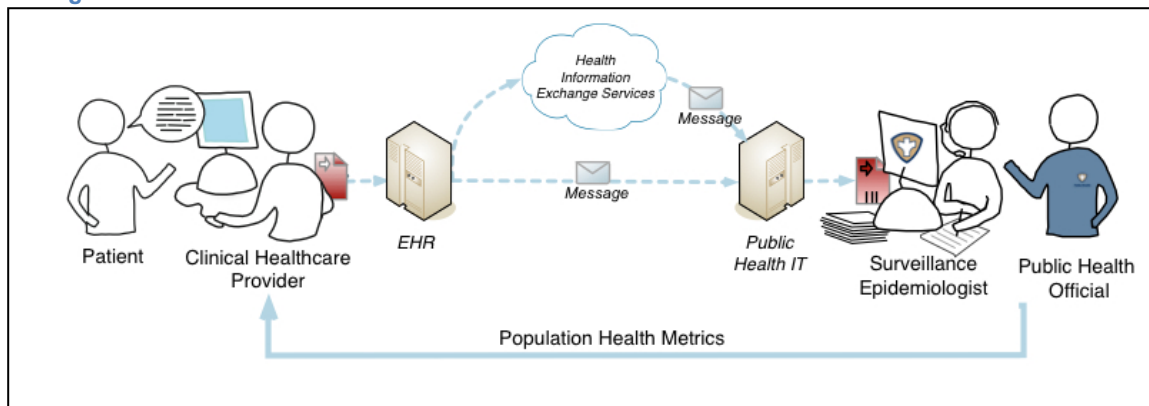 Health
Information
Exchange Services
Message
Message
Patient
Clinical Healthcare
Provider
EHR
Public
Health IT
Surveillance
Epidemiologist
Public Health
Official
Population Health Metrics